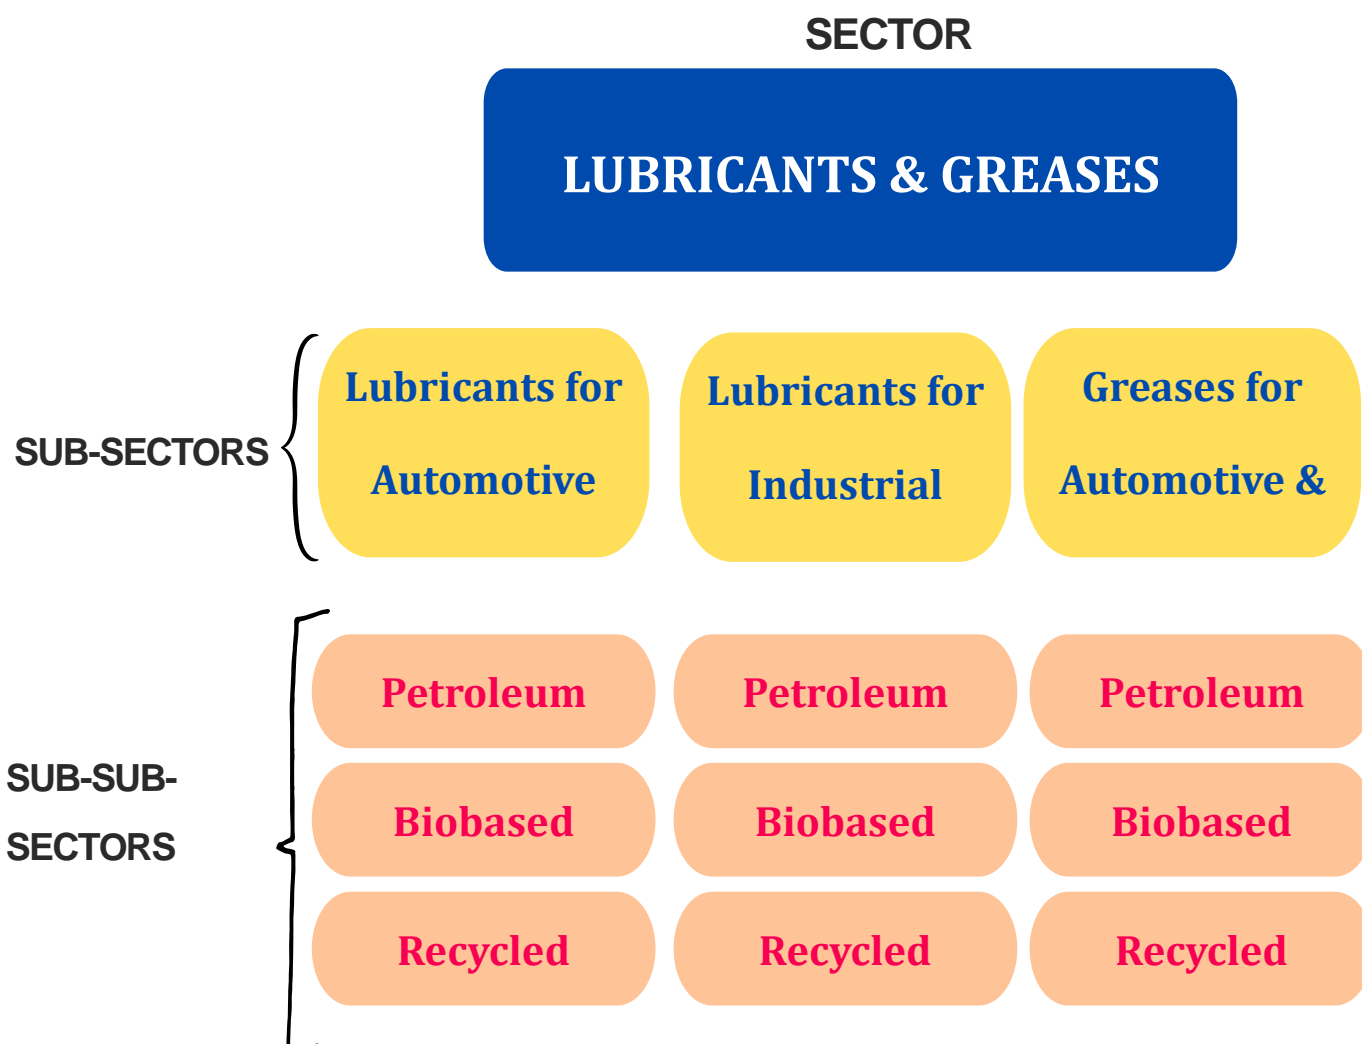 SECTOR
LUBRICANTS & GREASES
SUB-SECTORS
Lubricants for
Automotive
Lubricants for
Industrial
Greases for
Automotive &
SUB-SUB-
SECTORS
Petroleum
Petroleum
Petroleum
Biobased
Biobased
Biobased
Recycled
Recycled
Recycled